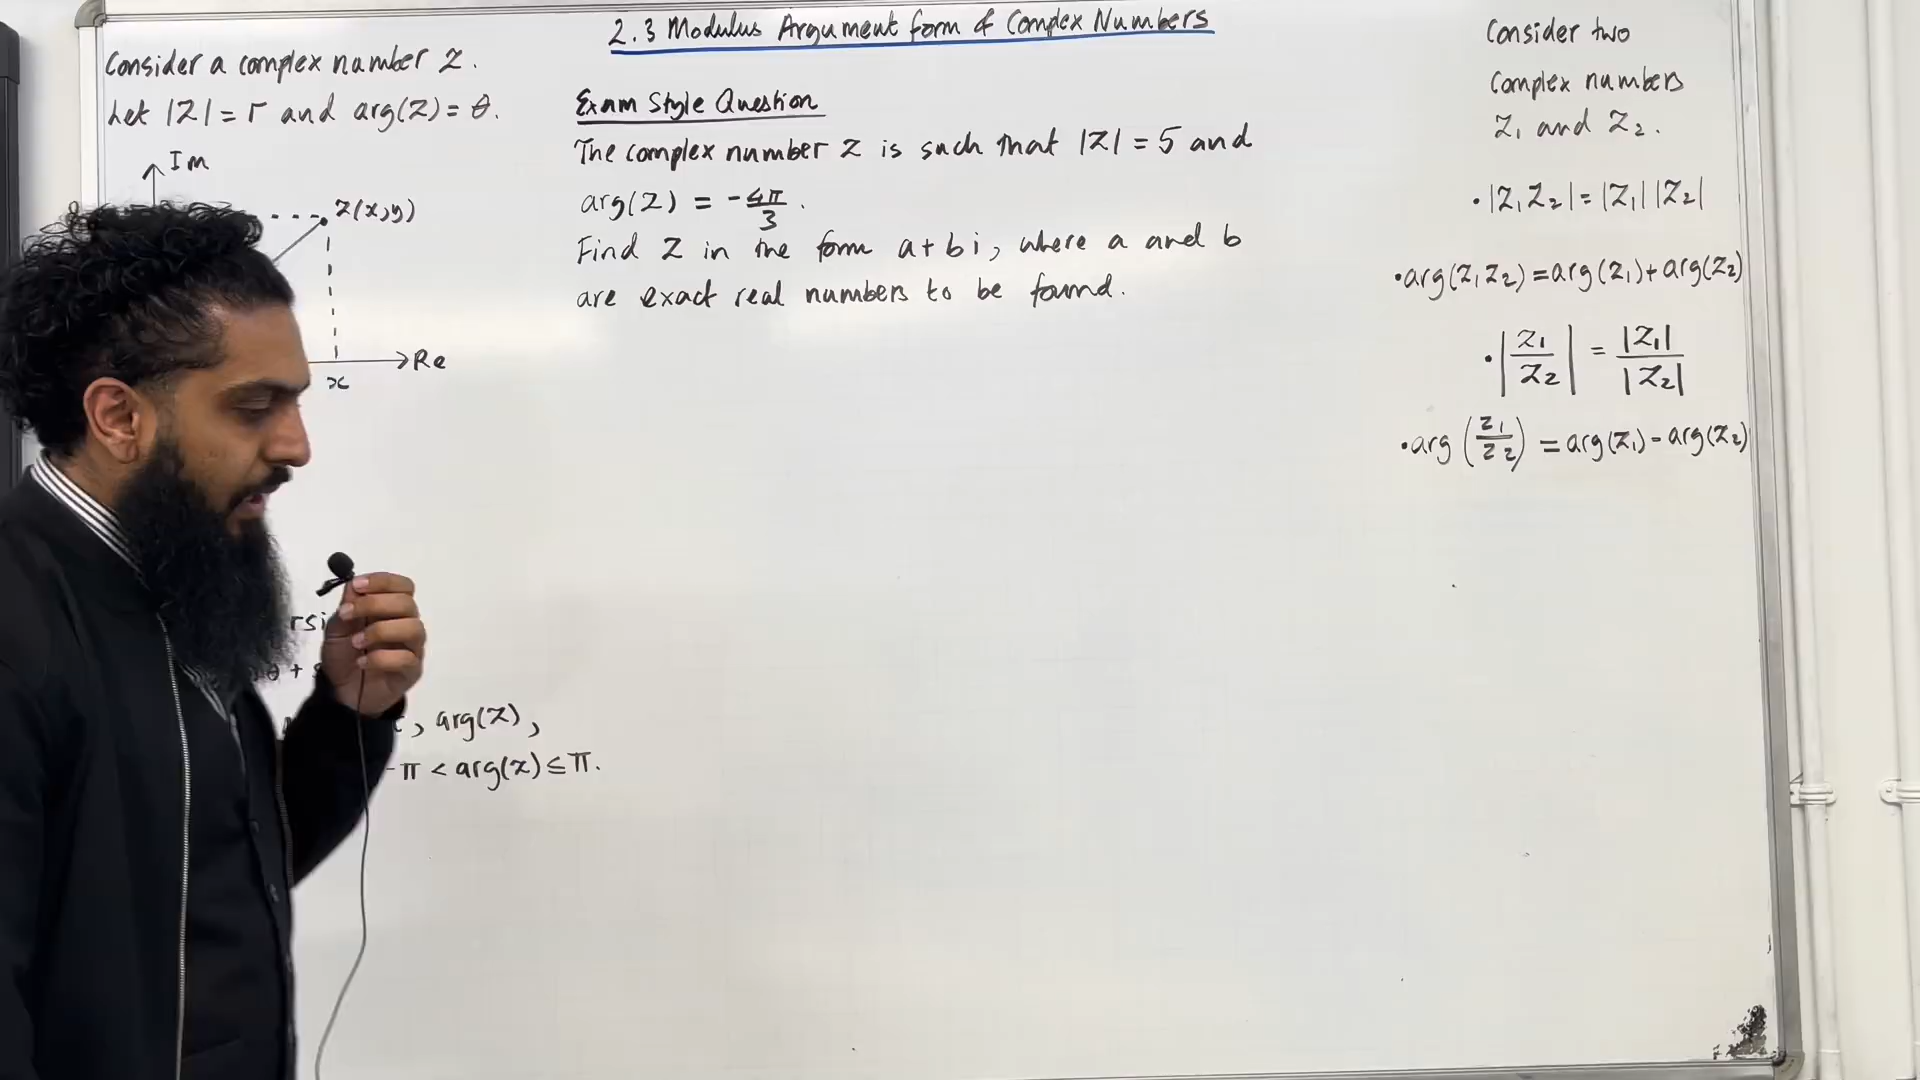 2.3 Modulus Argument form of Complex Numbers
Consider a complex number z.
Let |z| = r and arg(z) = θ.
Im
z(x,y)
Re
x
θ + s
, arg(z),
-π < arg(z) ≤ π.
Exam Style Question
The complex number z is such that |z| = 5 and
arg(z) = -4π/3.
Find z in the form a + bi, where a and b
are exact real numbers to be found.
Consider two
complex numbers
z₁ and z₂.
• |z₁z₂| = |z₁||z₂|
• arg(z₁z₂) = arg(z₁) + arg(z₂)
• |z₁/z₂| = |z₁|/|z₂|
• arg(z₁/z₂) = arg(z₁) - arg(z₂)